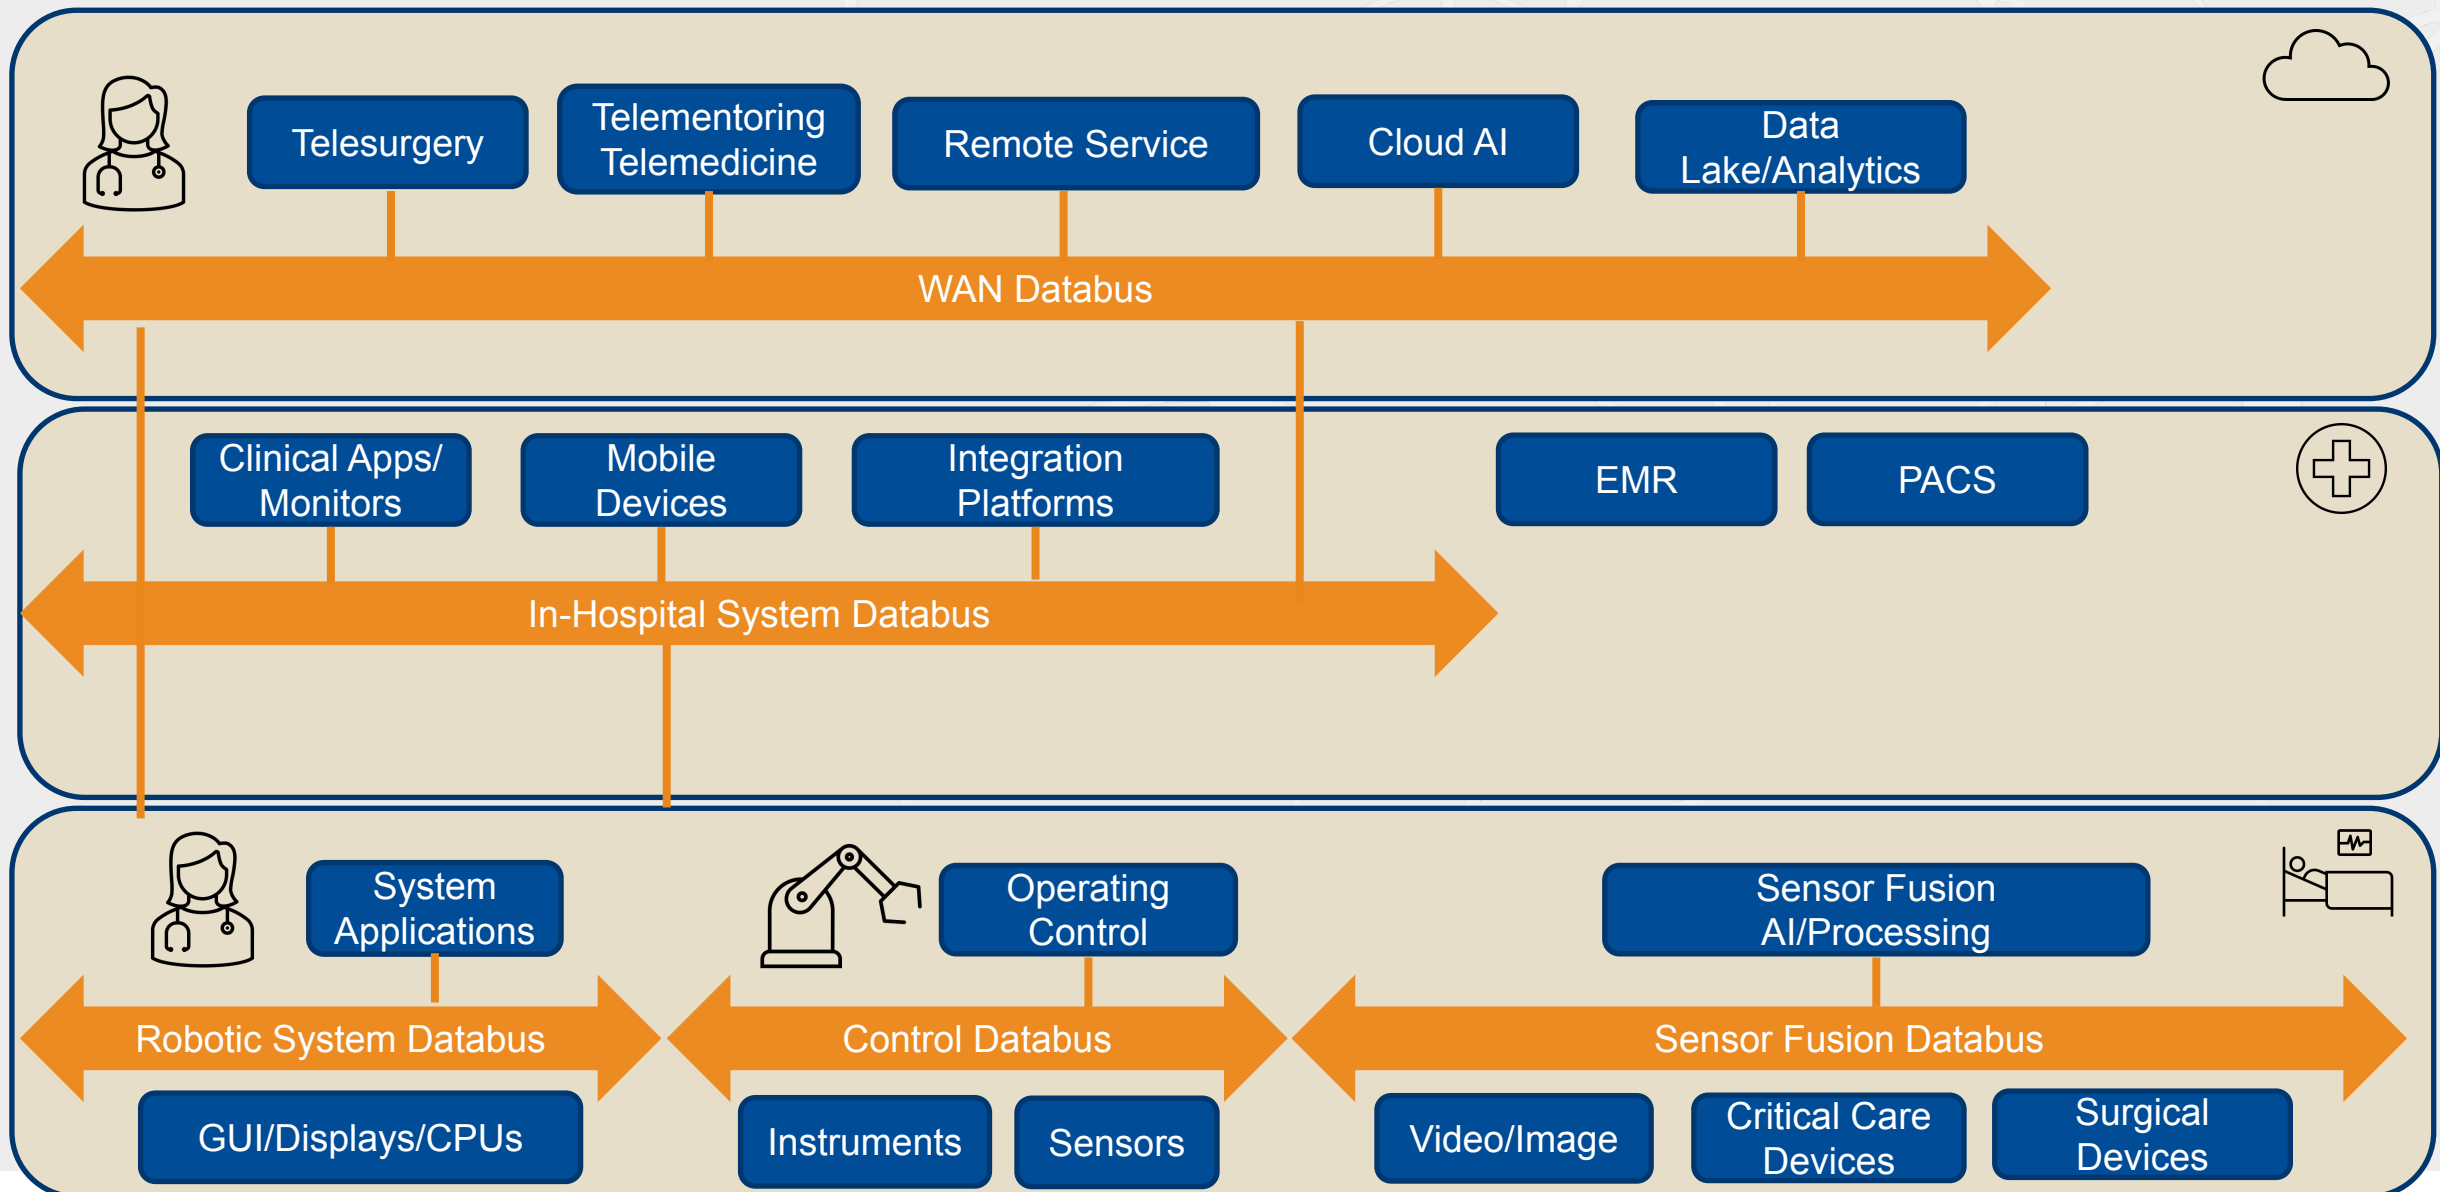 Telesurgery
Telementoring
Telemedicine
Remote Service
Cloud AI
Data
Lake/Analytics
WAN Databus
Clinical Apps/
Monitors
Mobile
Devices
Integration
Platforms
EMR
PACS
In-Hospital System Databus
System
Applications
Operating
Control
Sensor Fusion
AI/Processing
Robotic System Databus
Control Databus
Sensor Fusion Databus
GUI/Displays/CPUs
Instruments
Sensors
Video/Image
Critical Care
Devices
Surgical
Devices